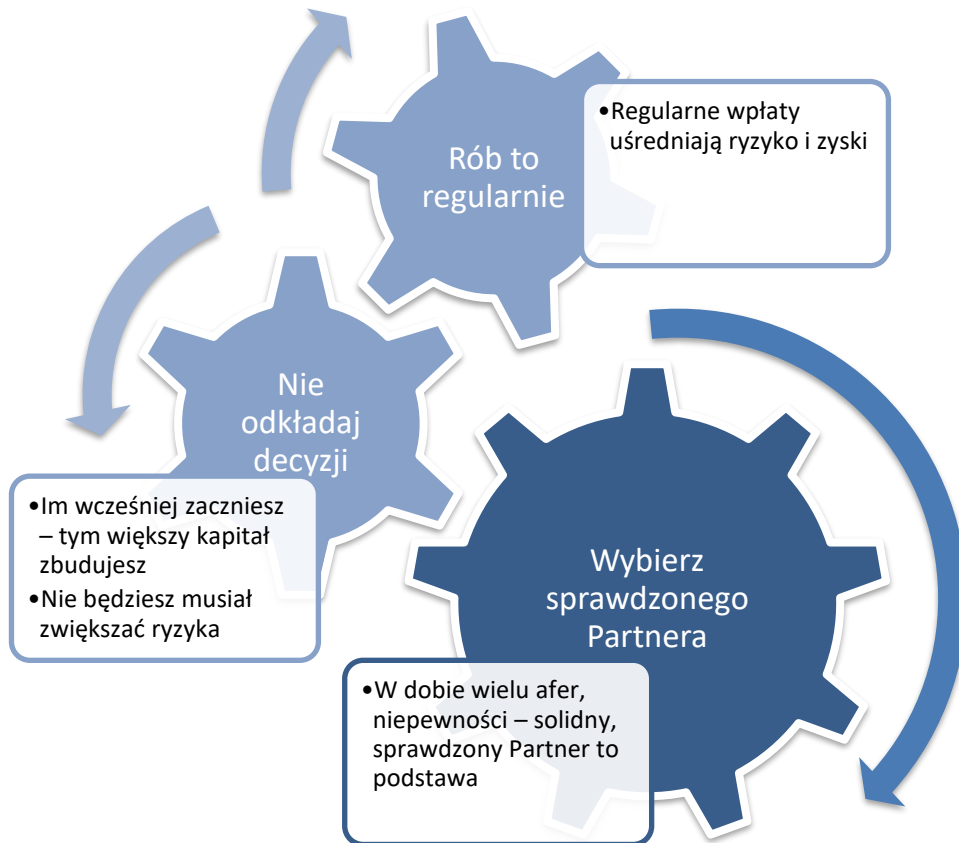 Rób to
regularnie
•Regularne wpłaty
uśredniają ryzyko i zyski
Nie
odkładaj
decyzji
•Im wcześniej zaczniesz
– tym większy kapitał
zbudujesz
•Nie będziesz musiał
zwiększać ryzyka
Wybierz
sprawdzonego
Partnera
•W dobie wielu afer,
niepewności – solidny,
sprawdzony Partner to
podstawa